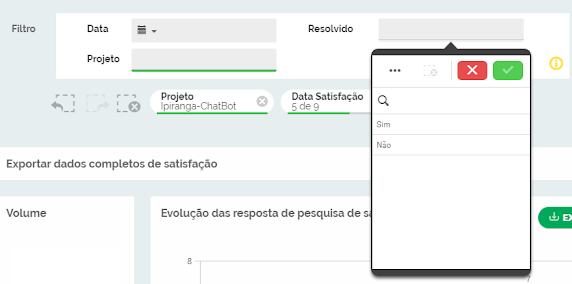 Filtro
Data
Resolvido
Projeto
Projeto
Ipiranga-ChatBot
Data Satisfação
5 de 9
Sim
Não
Exportar dados completos de satisfação
Volume
Evolução das resposta de pesquisa de sa
EX
8
7